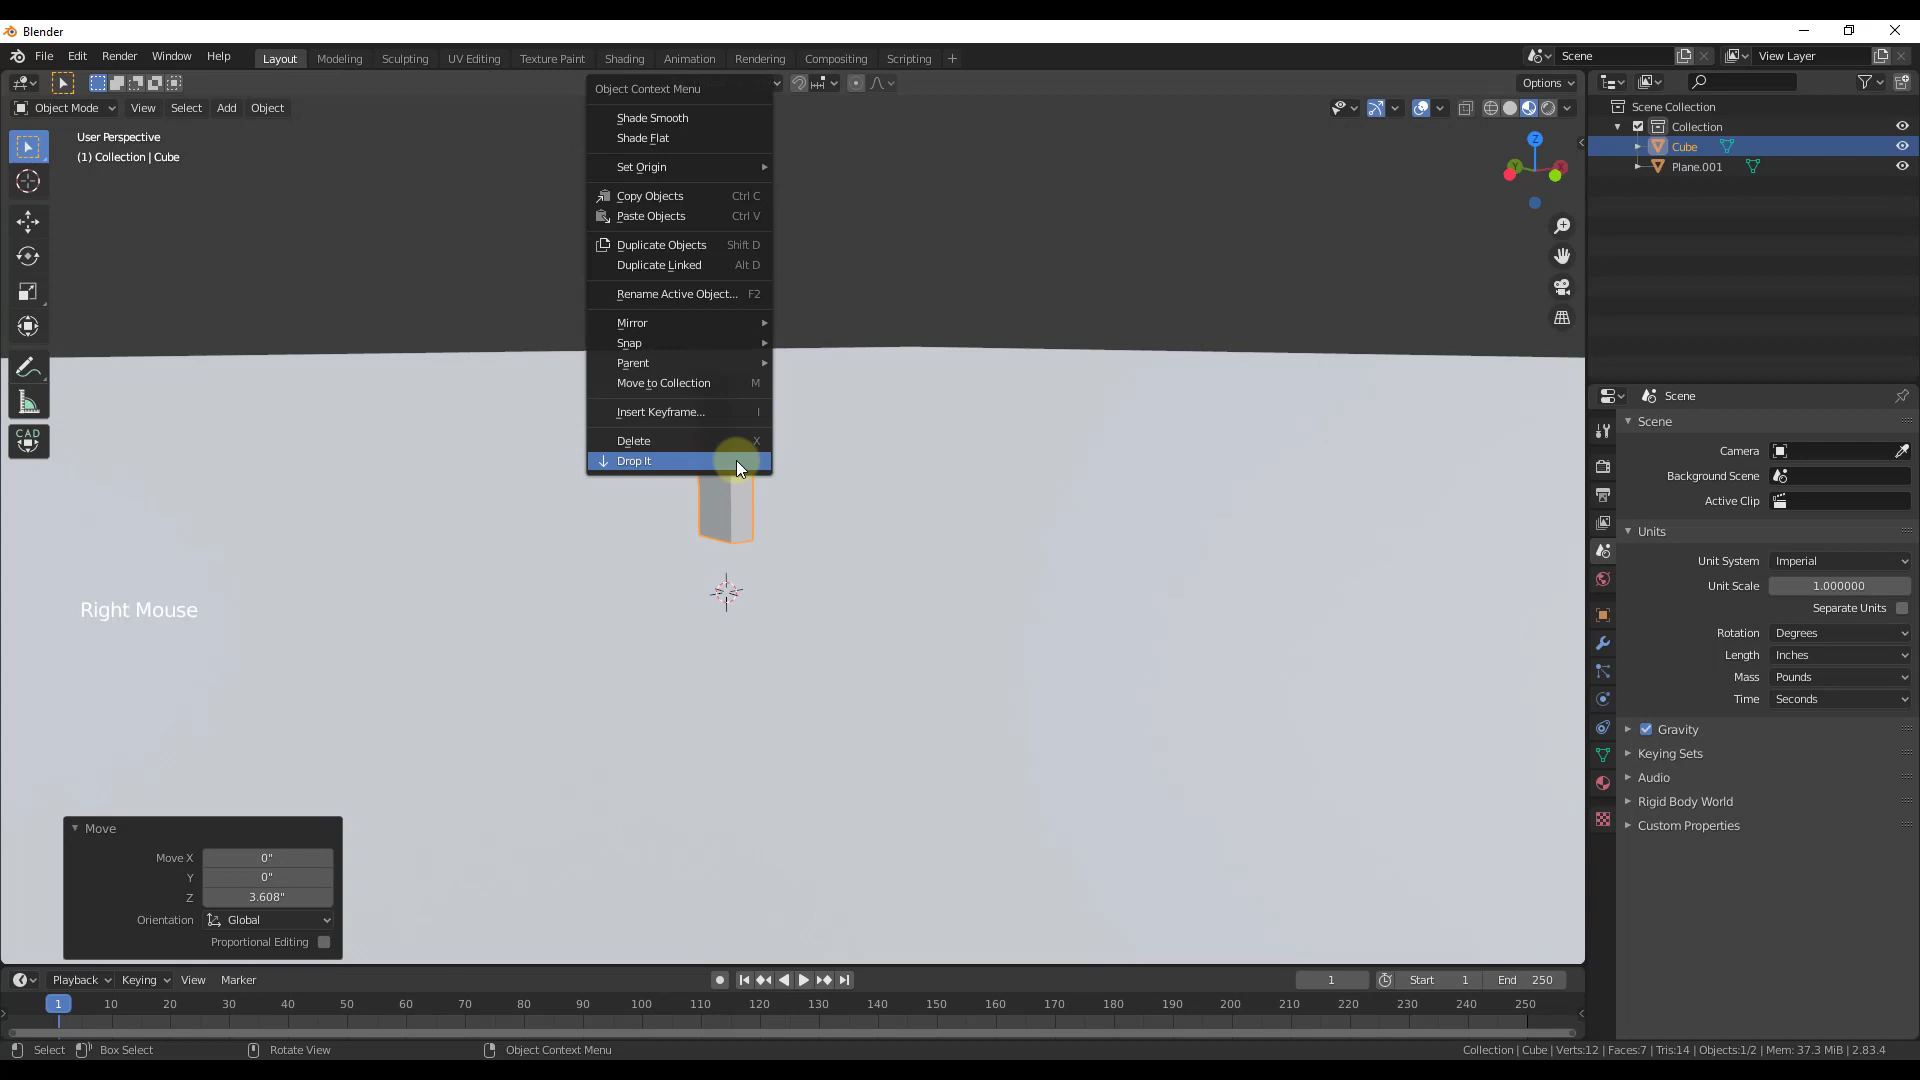 Blender
File Edit Render Window Help Layout Modeling Sculpting UV Editing Texture Paint Shading Animation Rendering Compositing Scripting + Scene View Layer
Options
Object Mode View Select Add Object
User Perspective
(1) Collection | Cube
Object Context Menu
Shade Smooth
Shade Flat
Set Origin
Copy Objects Ctrl C
Paste Objects Ctrl V
Duplicate Objects Shift D
Duplicate Linked Alt D
Rename Active Object... F2
Mirror
Snap
Parent
Move to Collection M
Insert Keyframe... I
Delete X
Drop It
CAD
Z
Y
X
Right Mouse
Move
Move X 0"
Y 0"
Z 3.608"
Orientation Global
Proportional Editing
Scene Collection
Collection
Cube
Plane.001
Scene
Scene
Camera
Background Scene
Active Clip
Units
Unit System Imperial
Unit Scale 1.000000
Separate Units
Rotation Degrees
Length Inches
Mass Pounds
Time Seconds
Gravity
Keying Sets
Audio
Rigid Body World
Custom Properties
Playback Keying View Marker 1 Start 1 End 250
1 10 20 30 40 50 60 70 80 90 100 110 120 130 140 150 160 170 180 190 200 210 220 230 240 250
Select Box Select Rotate View Object Context Menu Collection | Cube | Verts:12 | Faces:7 | Tris:14 | Objects:1/2 | Mem: 37.3 MiB | 2.83.4